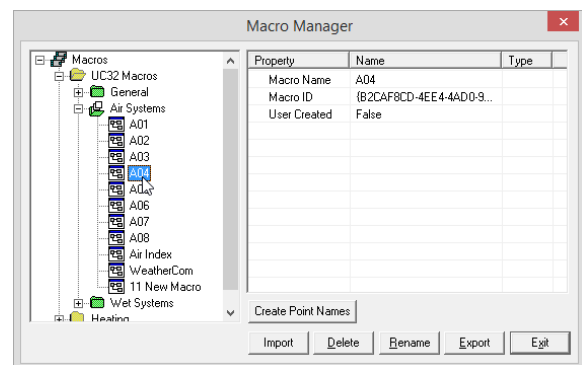 Macro Manager
Macros
UC32 Macros
General
Air Systems
A01
A02
A03
A04
A06
A07
A08
Air Index
WeatherCom
11 New Macro
Wet Systems
Heating
Property Name Type
Macro Name A04
Macro ID {B2CAF8CD-4EE4-4AD0-9...
User Created False
Create Point Names
Import Delete Rename Export Exit